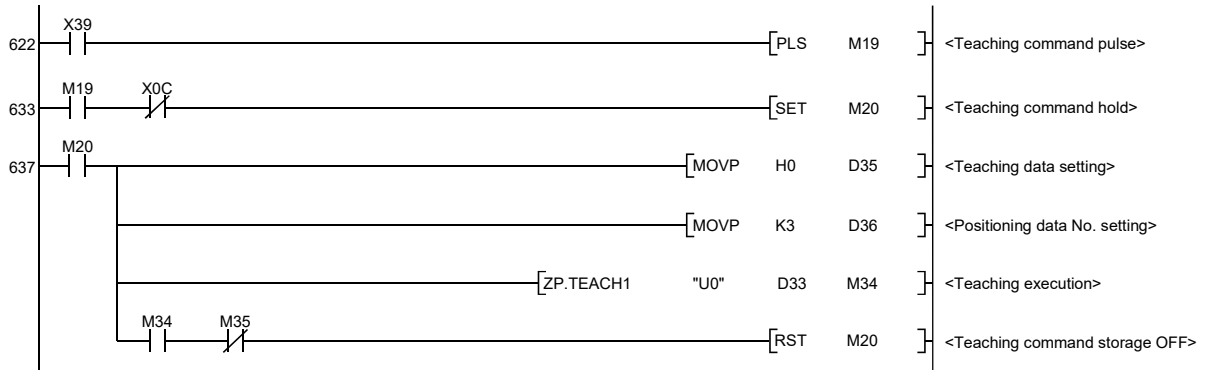 X39
622 PLS M19 <Teaching command pulse>
M19 X0C
633 SET M20 <Teaching command hold>
M20
637 MOVP H0 D35 <Teaching data setting>
MOVP K3 D36 <Positioning data No. setting>
ZP.TEACH1 "U0" D33 M34 <Teaching execution>
M34 M35
RST M20 <Teaching command storage OFF>